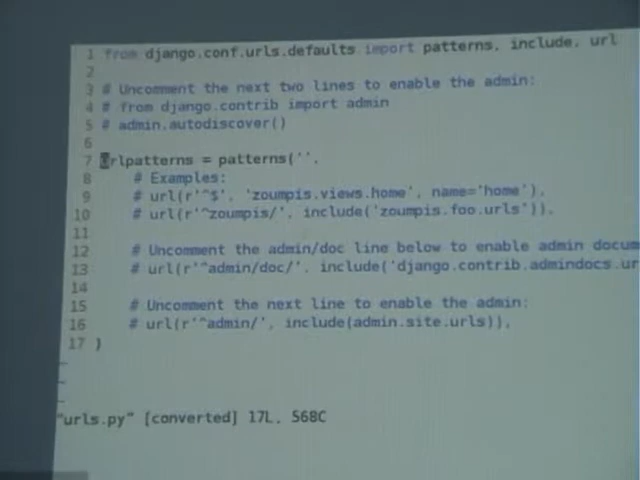 1 from django.conf.urls.defaults import patterns, include, url
2
3 # Uncomment the next two lines to enable the admin:
4 # from django.contrib import admin
5 # admin.autodiscover()
6
7 urlpatterns = patterns('',
8     # Examples:
9     # url(r'^$', 'zoumpis.views.home', name='home'),
10     # url(r'^zoumpis/', include('zoumpis.foo.urls')),
11
12     # Uncomment the admin/doc line below to enable admin docum
13     # url(r'^admin/doc/', include('django.contrib.admindocs.ur
14
15     # Uncomment the next line to enable the admin:
16     # url(r'^admin/', include(admin.site.urls)),
17 )
~
~
~
"urls.py" [converted] 17L, 568C